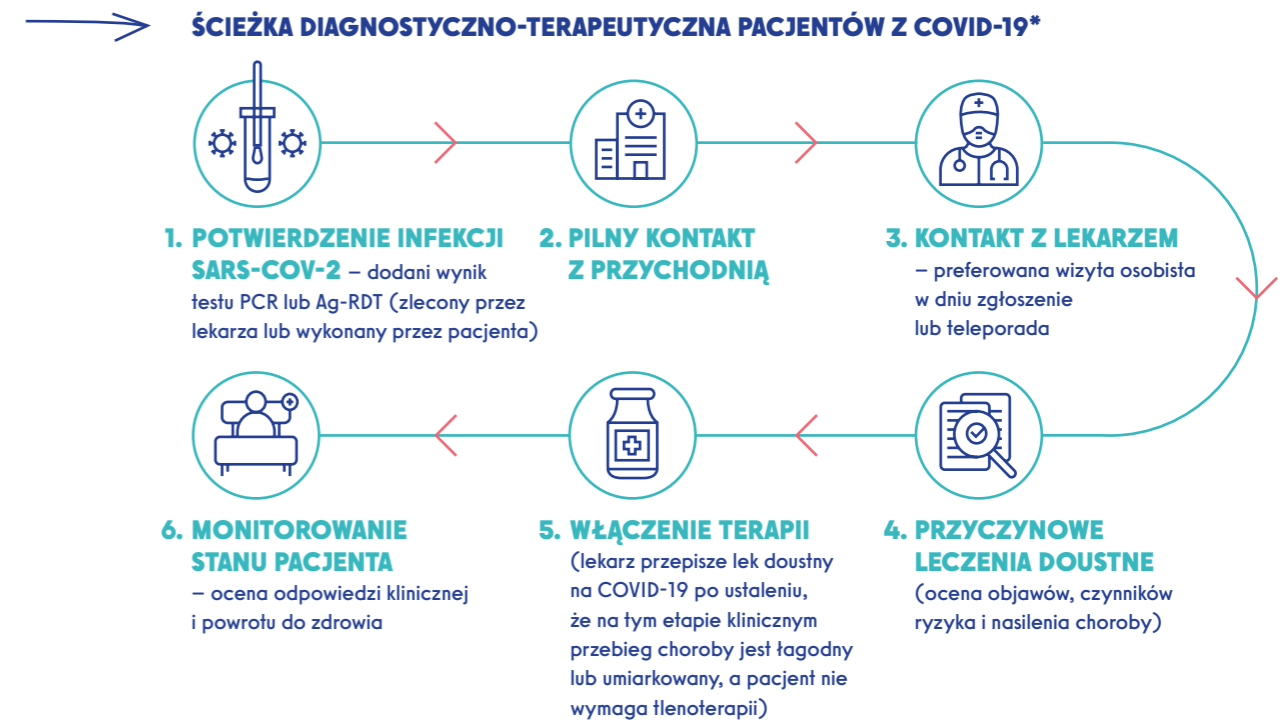 ŚCIEŻKA DIAGNOSTYCZNO-TERAPEUTYCZNA PACJENTÓW Z COVID-19*
1. POTWIERDZENIE INFEKCJI
SARS-COV-2 – dodani wynik
testu PCR lub Ag-RDT (zlecony przez
lekarza lub wykonany przez pacjenta)
2. PILNY KONTAKT
Z PRZYCHODNIĄ
3. KONTAKT Z LEKARZEM
– preferowana wizyta osobista
w dniu zgłoszenie
lub teleporada
4. PRZYCZYNOWE
LECZENIA DOUSTNE
(ocena objawów, czynników
ryzyka i nasilenia choroby)
5. WŁĄCZENIE TERAPII
(lekarz przepisze lek doustny
na COVID-19 po ustaleniu,
że na tym etapie klinicznym
przebieg choroby jest łagodny
lub umiarkowany, a pacjent nie
wymaga tlenoterapii)
6. MONITOROWANIE
STANU PACJENTA
– ocena odpowiedzi klinicznej
i powrotu do zdrowia